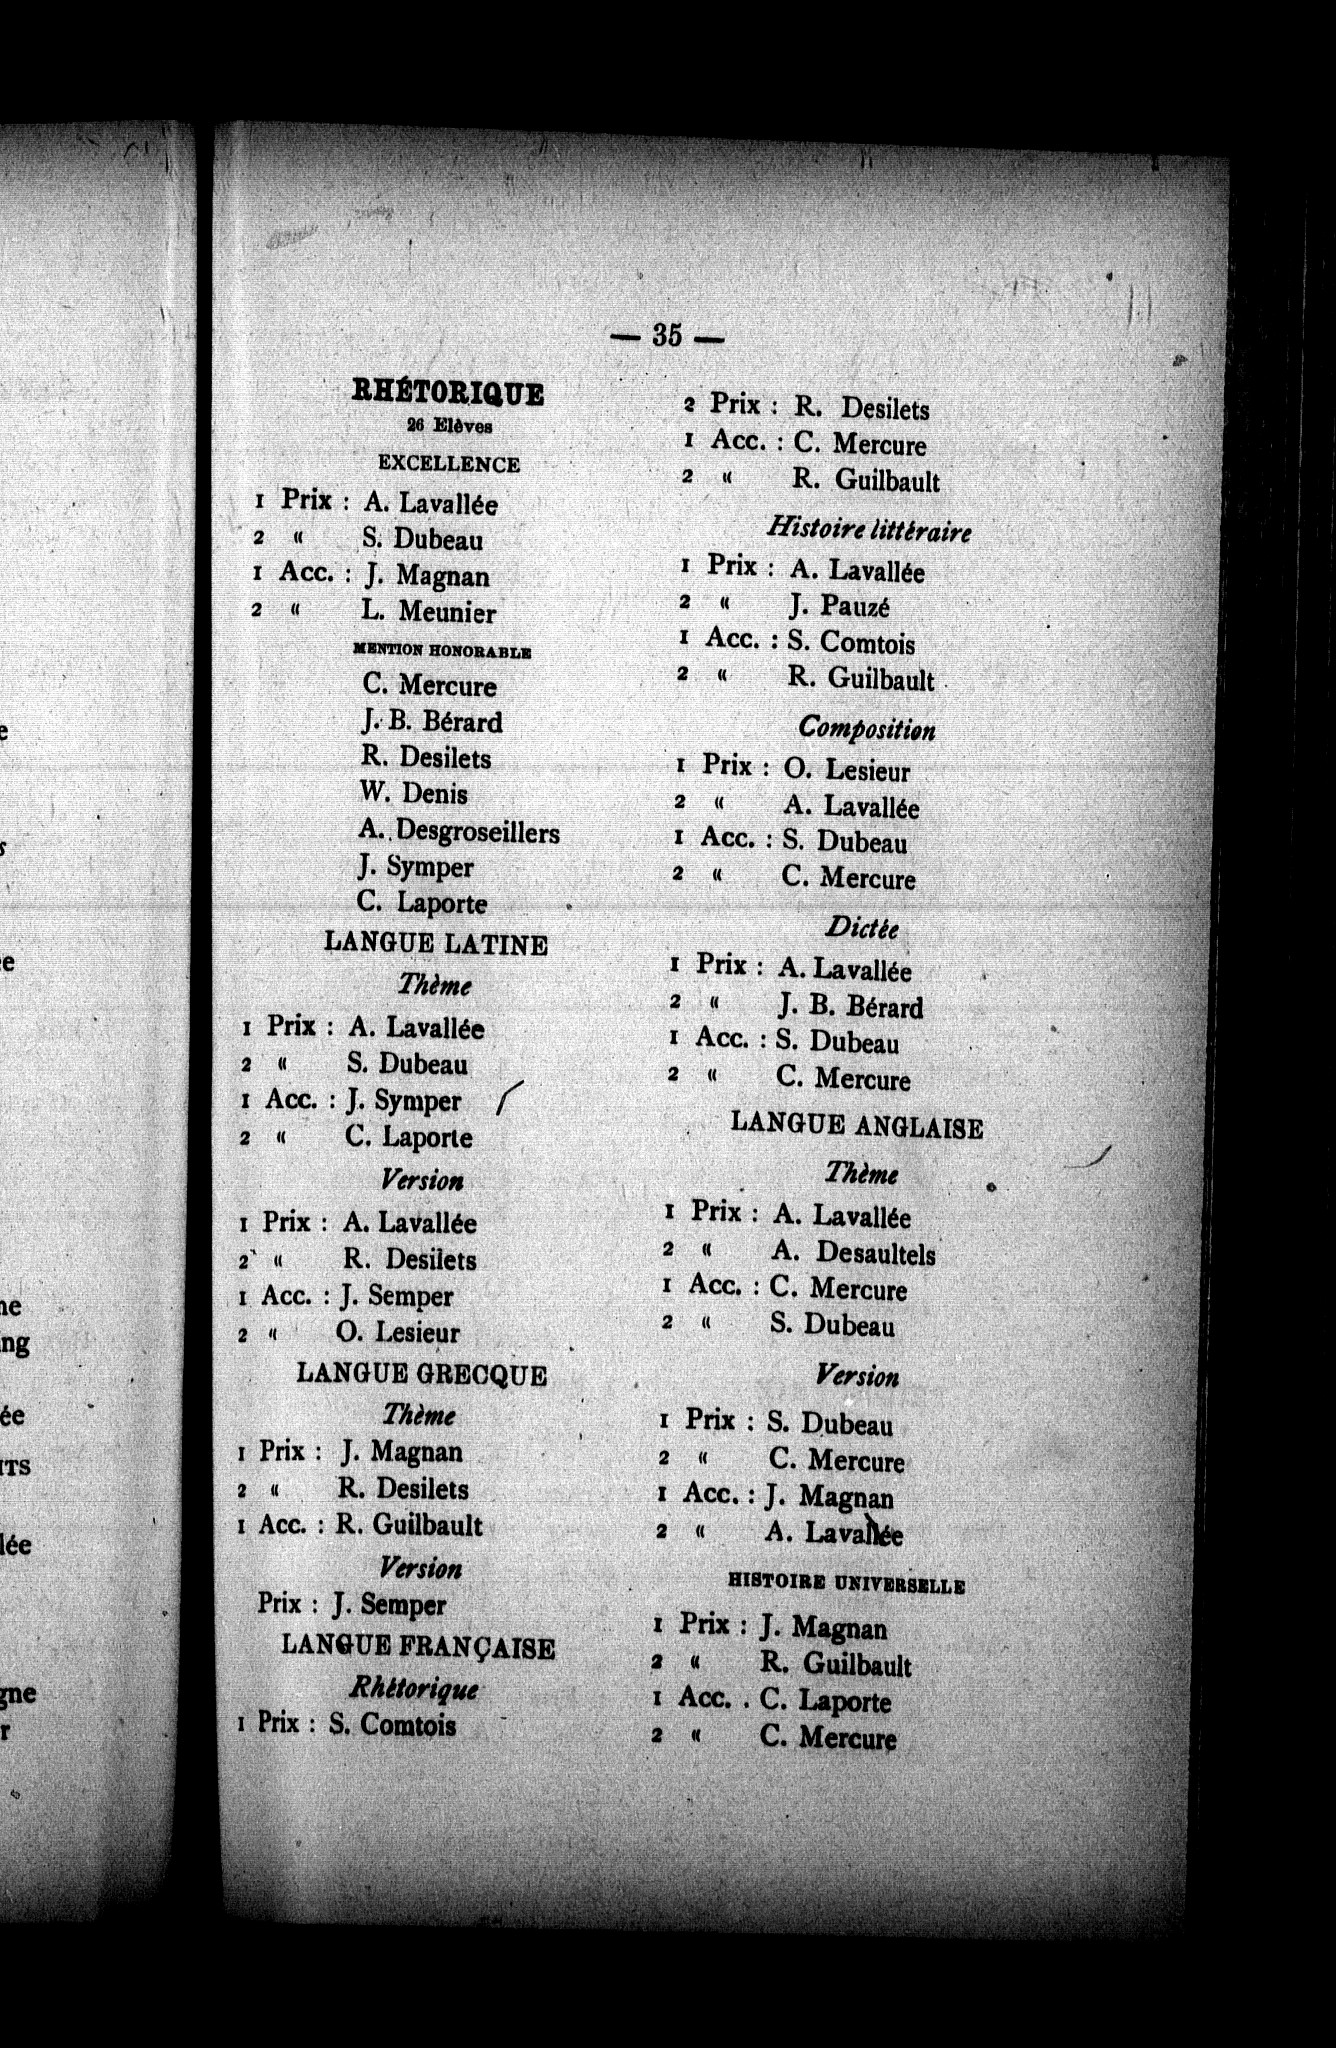 — 35 —
RHÉTORIQUE
26 Elèves
EXCELLENCE
1 Prix : A. Lavallée
2 " S. Dubeau
1 Acc. : J. Magnan
2 " L. Meunier
MENTION HONORABLE
C. Mercure
J. B. Bérard
R. Desilets
W. Denis
A. Desgroseillers
J. Symper
C. Laporte
LANGUE LATINE
Thème
1 Prix : A. Lavallée
2 " S. Dubeau
1 Acc. : J. Symper
2 " C. Laporte
Version
1 Prix : A. Lavallée
2 " R. Desilets
1 Acc. : J. Semper
2 " O. Lesieur
LANGUE GRECQUE
Thème
1 Prix : J. Magnan
2 " R. Desilets
1 Acc. : R. Guilbault
Version
Prix : J. Semper
LANGUE FRANÇAISE
Rhétorique
1 Prix : S. Comtois
2 Prix : R. Desilets
1 Acc. : C. Mercure
2 " R. Guilbault
Histoire littéraire
1 Prix : A. Lavallée
2 " J. Pauzé
1 Acc. : S. Comtois
2 " R. Guilbault
Composition
1 Prix : O. Lesieur
2 " A. Lavallée
1 Acc. : S. Dubeau
2 " C. Mercure
Dictée
1 Prix : A. Lavallée
2 " J. B. Bérard
1 Acc. : S. Dubeau
2 " C. Mercure
LANGUE ANGLAISE
Thème
1 Prix : A. Lavallée
2 " A. Desaultels
1 Acc. : C. Mercure
2 " S. Dubeau
Version
1 Prix : S. Dubeau
2 " C. Mercure
1 Acc. : J. Magnan
2 " A. Lavallée
HISTOIRE UNIVERSELLE
1 Prix : J. Magnan
2 " R. Guilbault
1 Acc. . C. Laporte
2 " C. Mercure